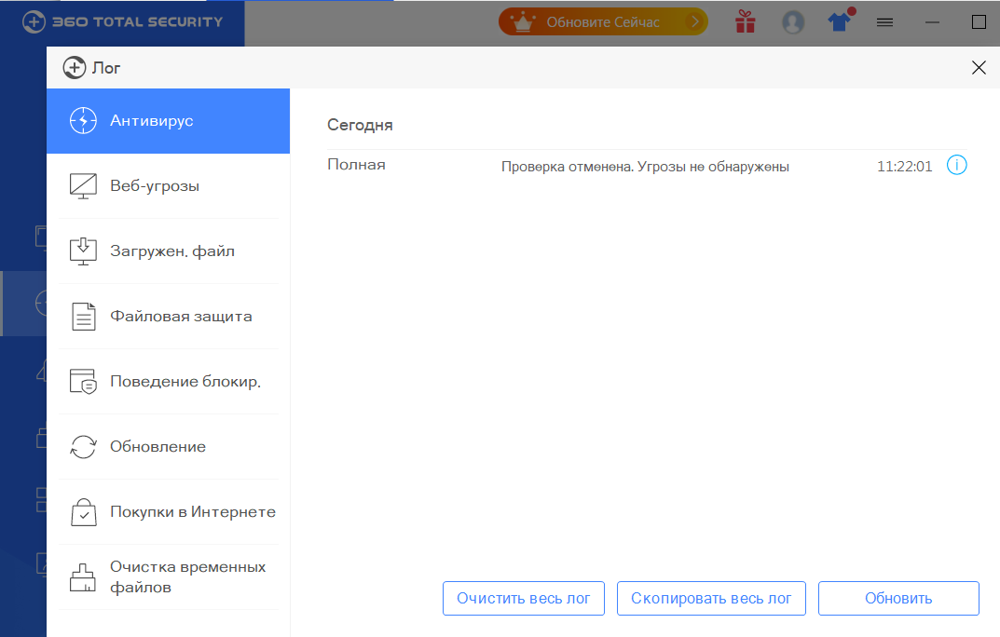 360 TOTAL SECURITY
Обновите Сейчас
Лог
Антивирус
Веб-угрозы
Загружен. файл
Файловая защита
Поведение блокир.
Обновление
Покупки в Интернете
Очистка временных
файлов
Сегодня
Полная Проверка отменена. Угрозы не обнаружены 11:22:01
Очистить весь лог Скопировать весь лог Обновить